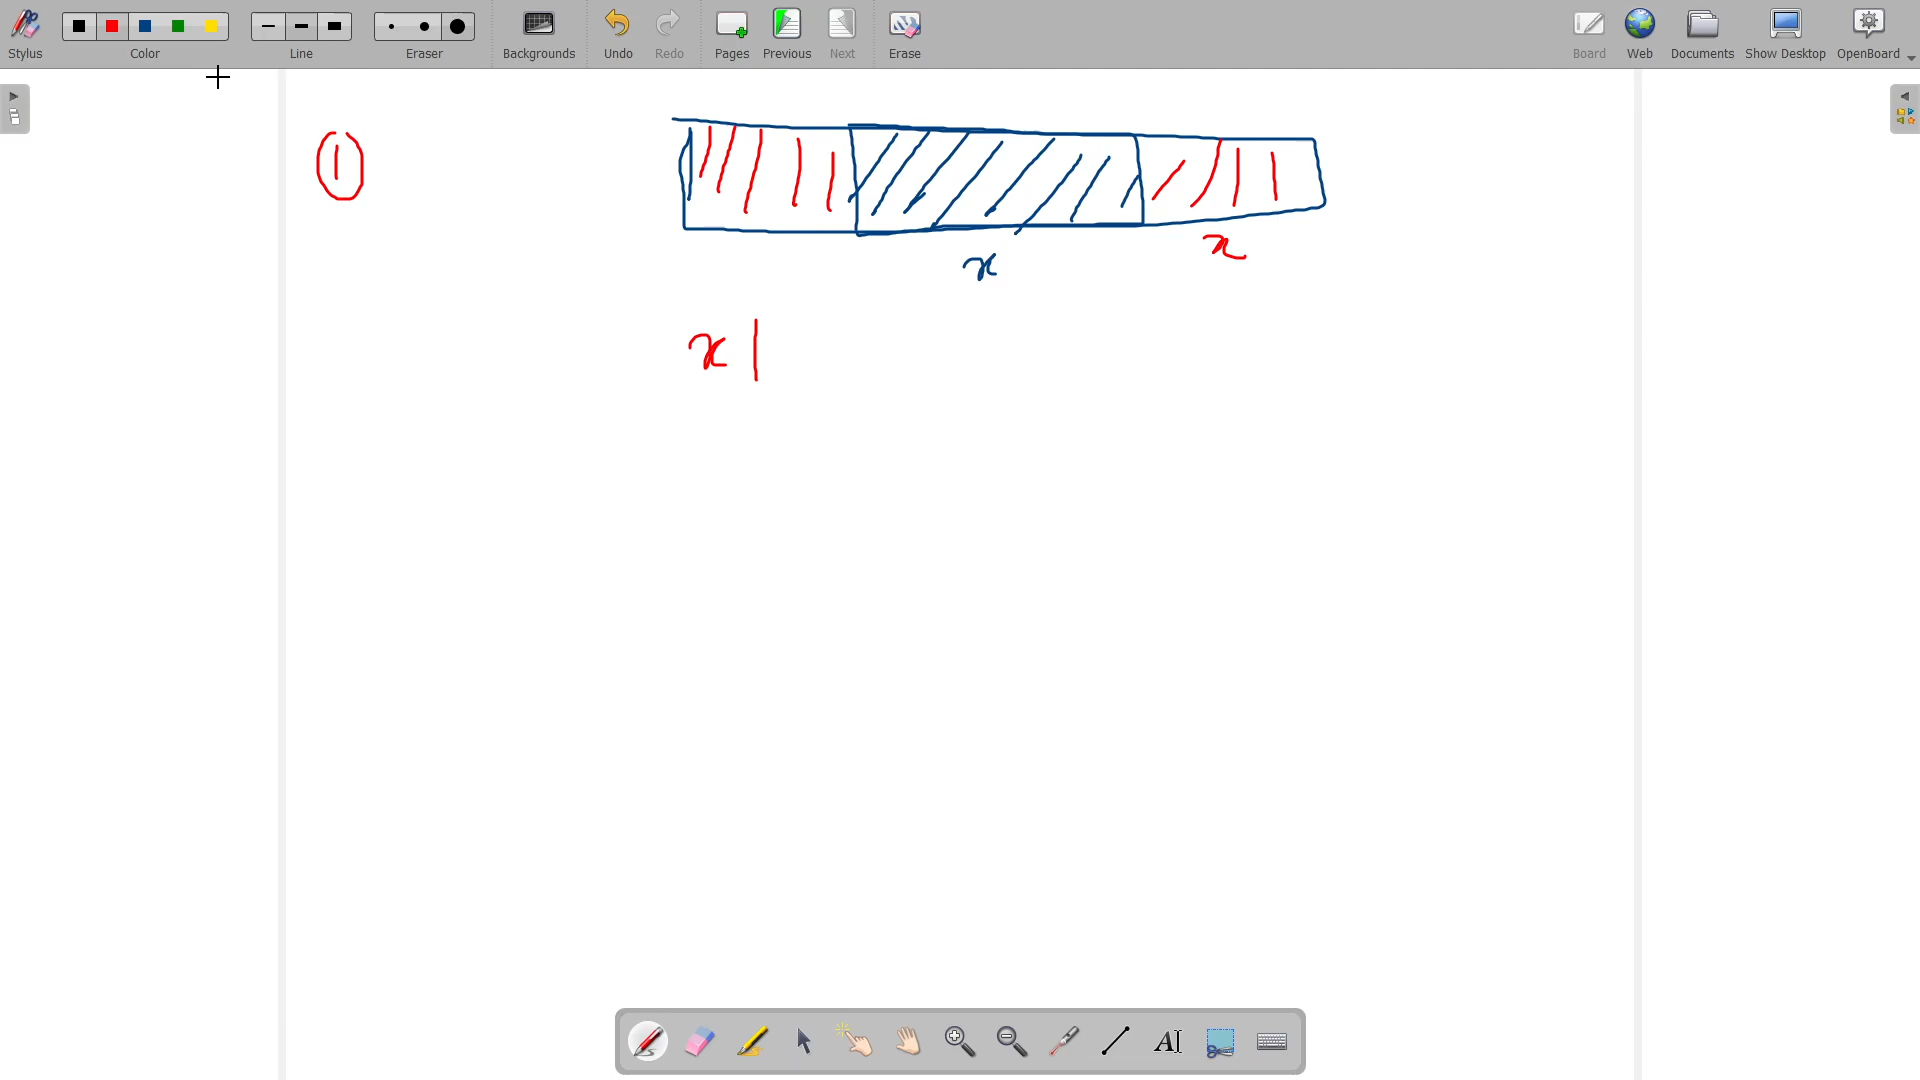 Stylus Color Line Eraser Backgrounds Undo Redo Pages Previous Next Erase Board Web Documents Show Desktop OpenBoard
1
x
x
x |